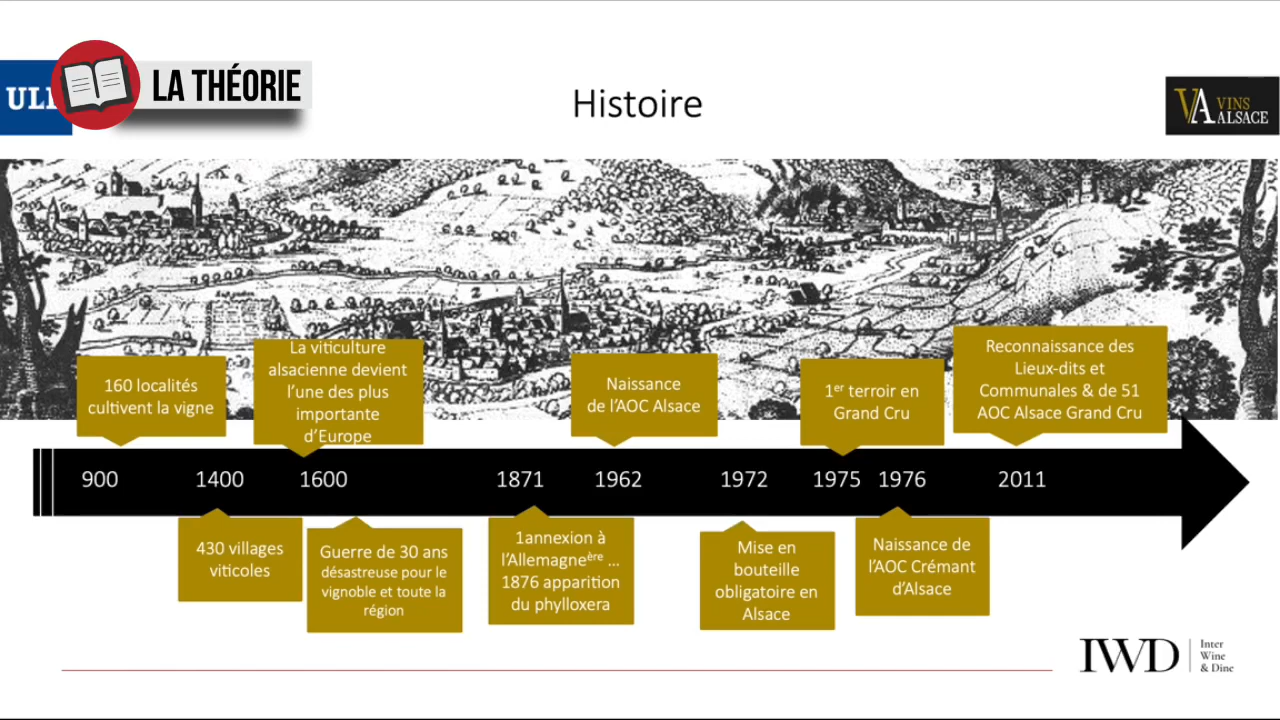 LA THÉORIE
Histoire
VA VINS
ALSACE
3
2
160 localités
cultivent la vigne
La viticulture
alsacienne devient
l’une des plus
importante
d’Europe
Naissance
de l’AOC Alsace
1er terroir en
Grand Cru
Reconnaissance des
Lieux-dits et
Communales & de 51
AOC Alsace Grand Cru
900 1400 1600 1871 1962 1972 1975 1976 2011
430 villages
viticoles
Guerre de 30 ans
désastreuse pour le
vignoble et toute la
région
1annexion à
l’Allemagneère ...
1876 apparition
du phylloxera
Mise en
bouteille
obligatoire en
Alsace
Naissance de
l’AOC Crémant
d’Alsace
IWD Inter
Wine
& Dine